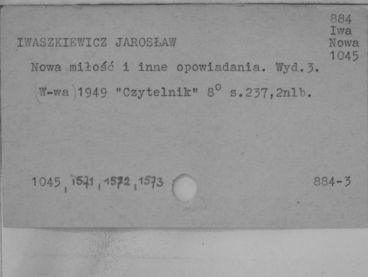 884
Iwa
IWASZKIEWICZ JAROSŁAW Nowa
1045
Nowa miłość i inne opowiadania. Wyd.3.
(W-wa)1949 "Czytelnik" 8° s.237,2nlb.
1045, 1571, 1572, 1573 884-3